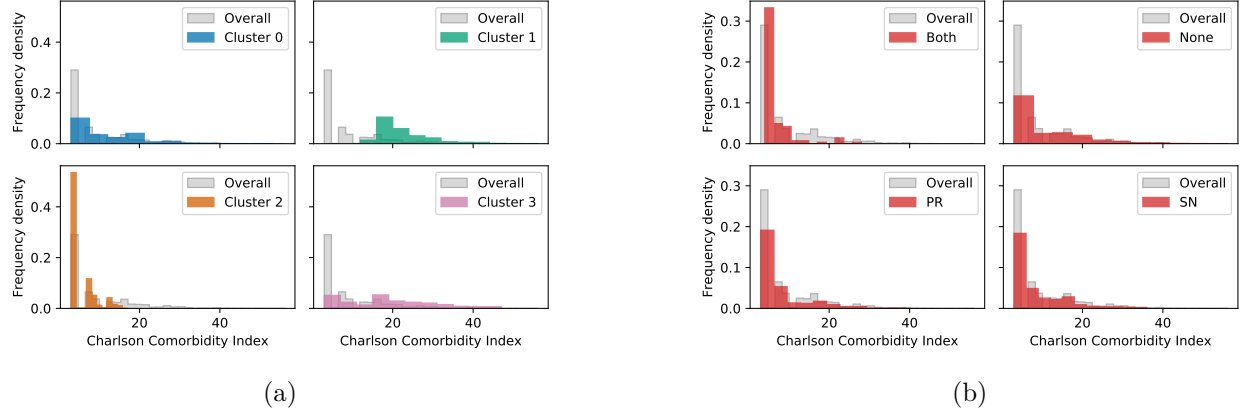 Frequency density
0.4
0.2
0.0
Overall
Cluster 0
Overall
Cluster 1
Frequency density
0.4
0.2
0.0
20
40
Charlson Comorbidity Index
Overall
Cluster 2
20
40
Charlson Comorbidity Index
Overall
Cluster 3
(a)
Frequency density
0.3
0.2
0.1
0.0
Overall
Both
Overall
None
Frequency density
0.3
0.2
0.1
0.0
20
40
Charlson Comorbidity Index
Overall
PR
20
40
Charlson Comorbidity Index
Overall
SN
(b)